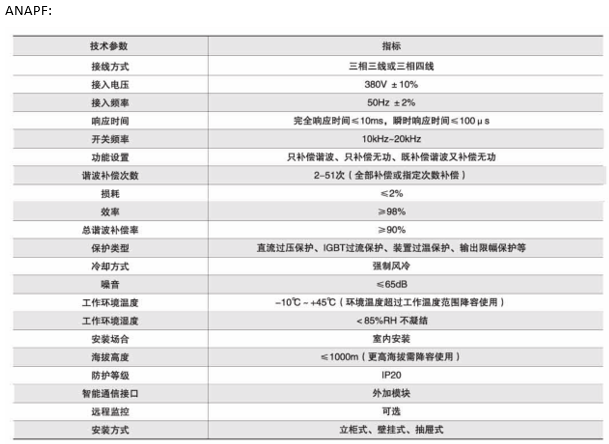 ANAPF:
技术参数 指标
接线方式 三相三线或三相四线
接入电压 380V ±10%
接入频率 50Hz ±2%
响应时间 完全响应时间≤10ms，瞬时响应时间≤100μs
开关频率 10kHz~20kHz
功能设置 只补偿谐波、只补偿无功、既补偿谐波又补偿无功
谐波补偿次数 2-51次（全部补偿或指定次数补偿）
损耗 ≤2%
效率 ≥98%
总谐波补偿率 ≥90%
保护类型 直流过压保护、IGBT过流保护、装置过温保护、输出限幅保护等
冷却方式 强制风冷
噪音 ≤65dB
工作环境温度 -10℃~+45℃（环境温度超过工作温度范围降容使用）
工作环境湿度 <85%RH 不凝结
安装场合 室内安装
海拔高度 ≤1000m（更高海拔需降容使用）
防护等级 IP20
智能通信接口 外加模块
远程监控 可选
安装方式 立柜式、壁挂式、抽屉式